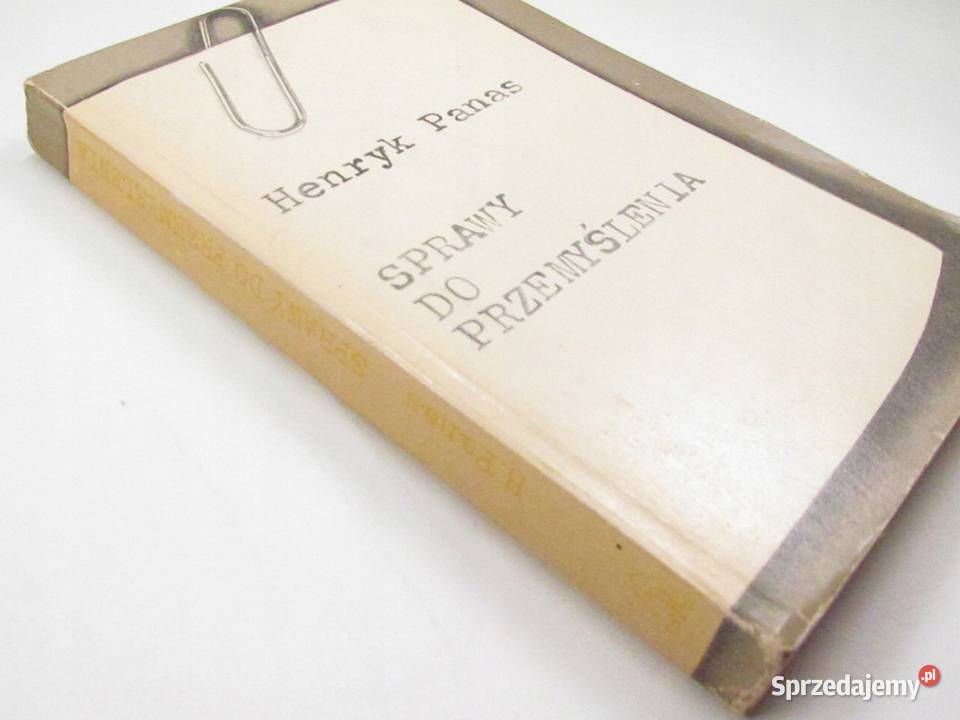 Henryk Panas
SPRAWY
DO
PRZEMYŚLENIA
H.Panas SPRAWY DO PRZEMYŚLENIA
Sprzedajemy.pl